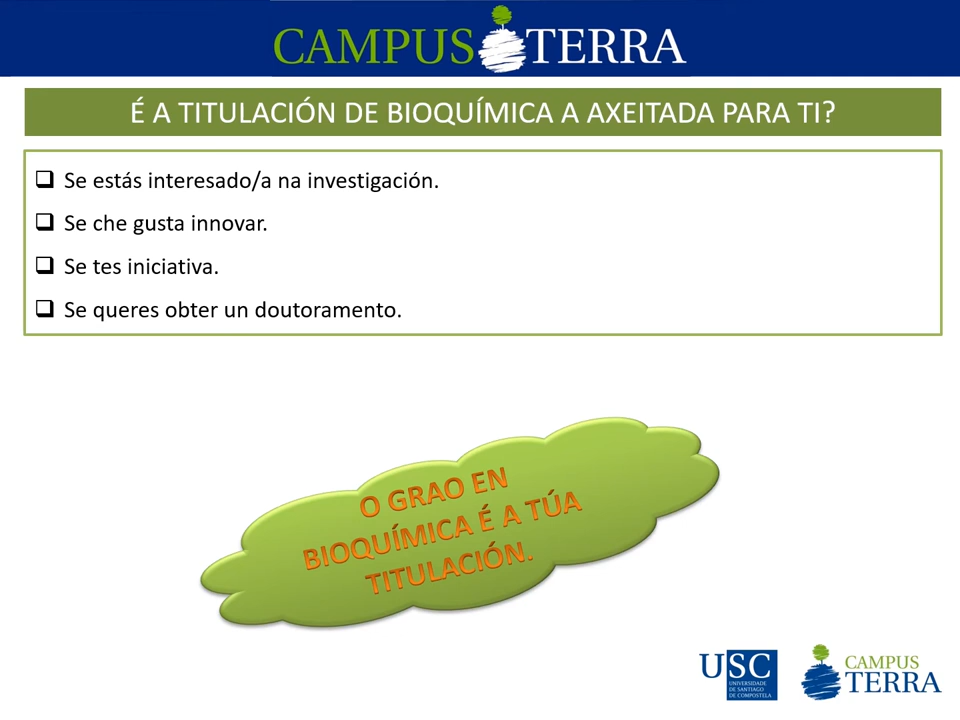 CAMPUS TERRA
É A TITULACIÓN DE BIOQUÍMICA A AXEITADA PARA TI?
Se estás interesado/a na investigación.
Se che gusta innovar.
Se tes iniciativa.
Se queres obter un doutoramento.
O GRAO EN
BIOQUÍMICA É A TÚA
TITULACIÓN.
USC
UNIVERSIDADE
DE SANTIAGO
DE COMPOSTELA
CAMPUS
TERRA